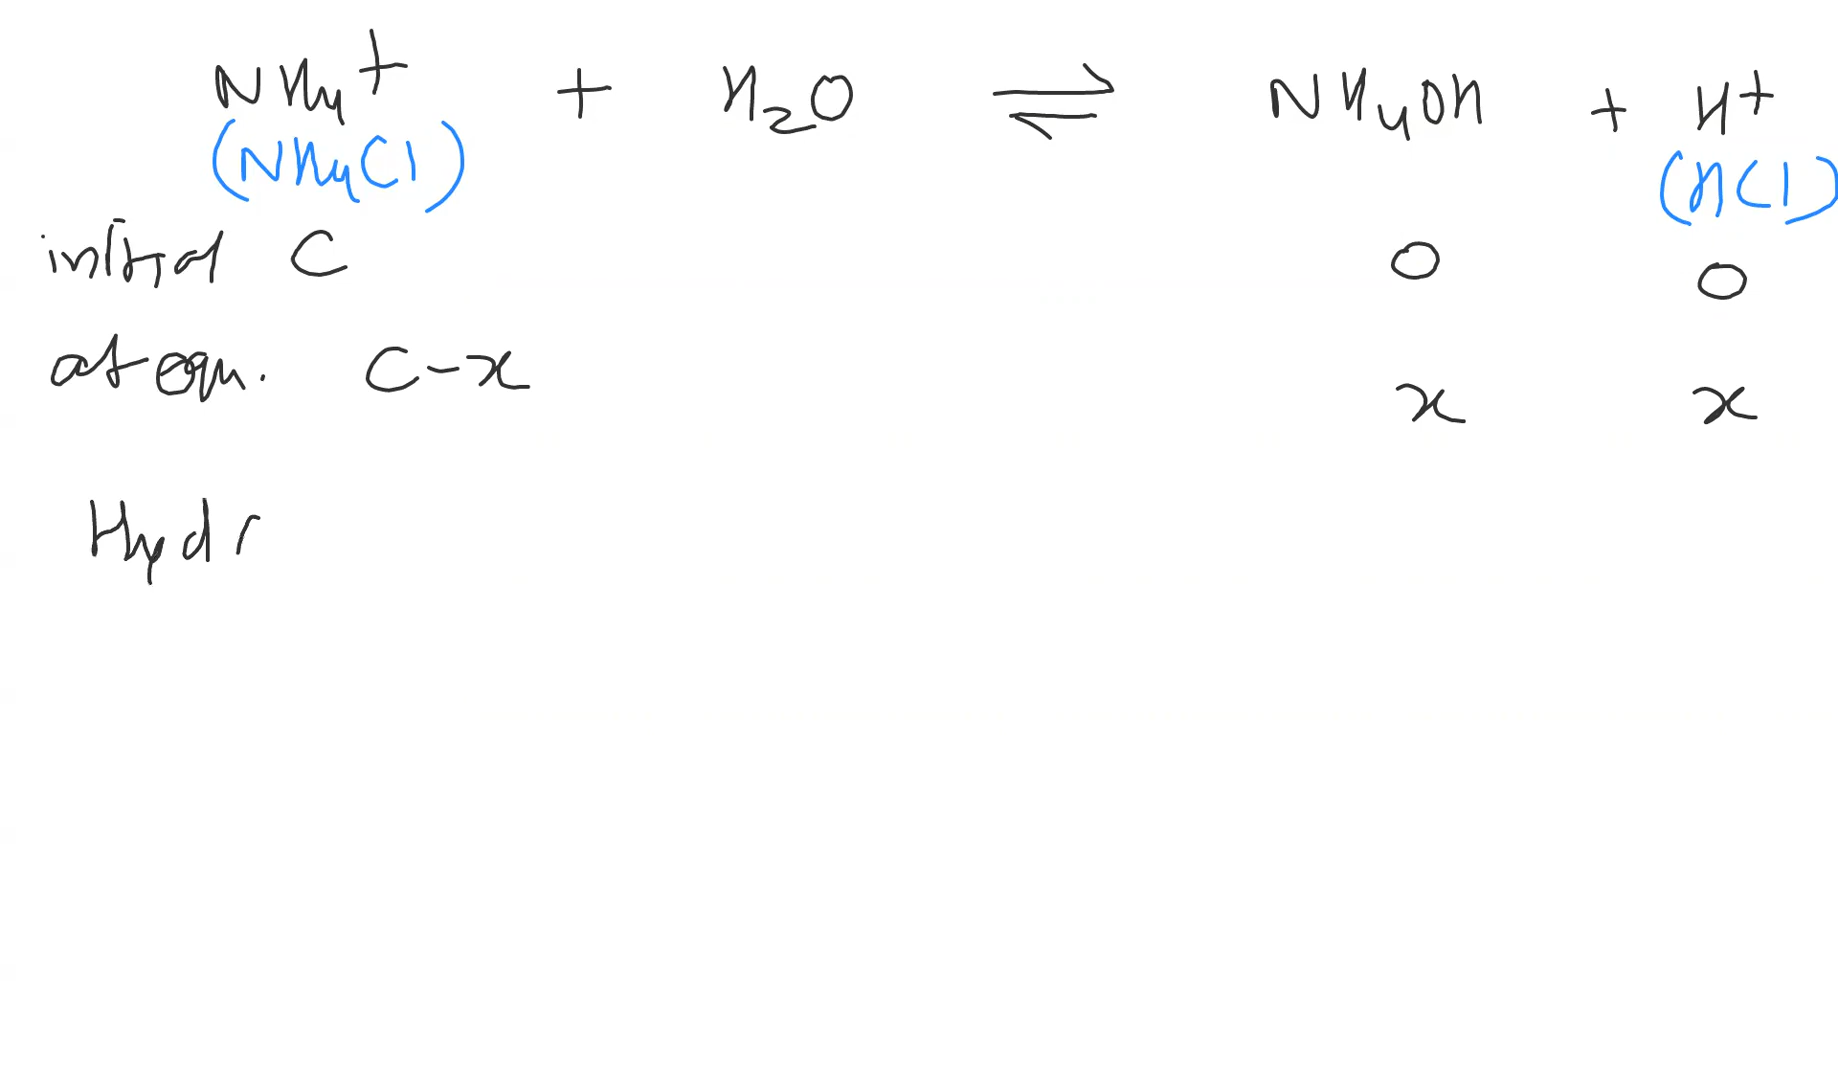 NH₄⁺ + H₂O ⇌ NH₄OH + H⁺
(NH₄Cl) (HCl)
initial C 0 0
at eqm. C-x x x
Hydr